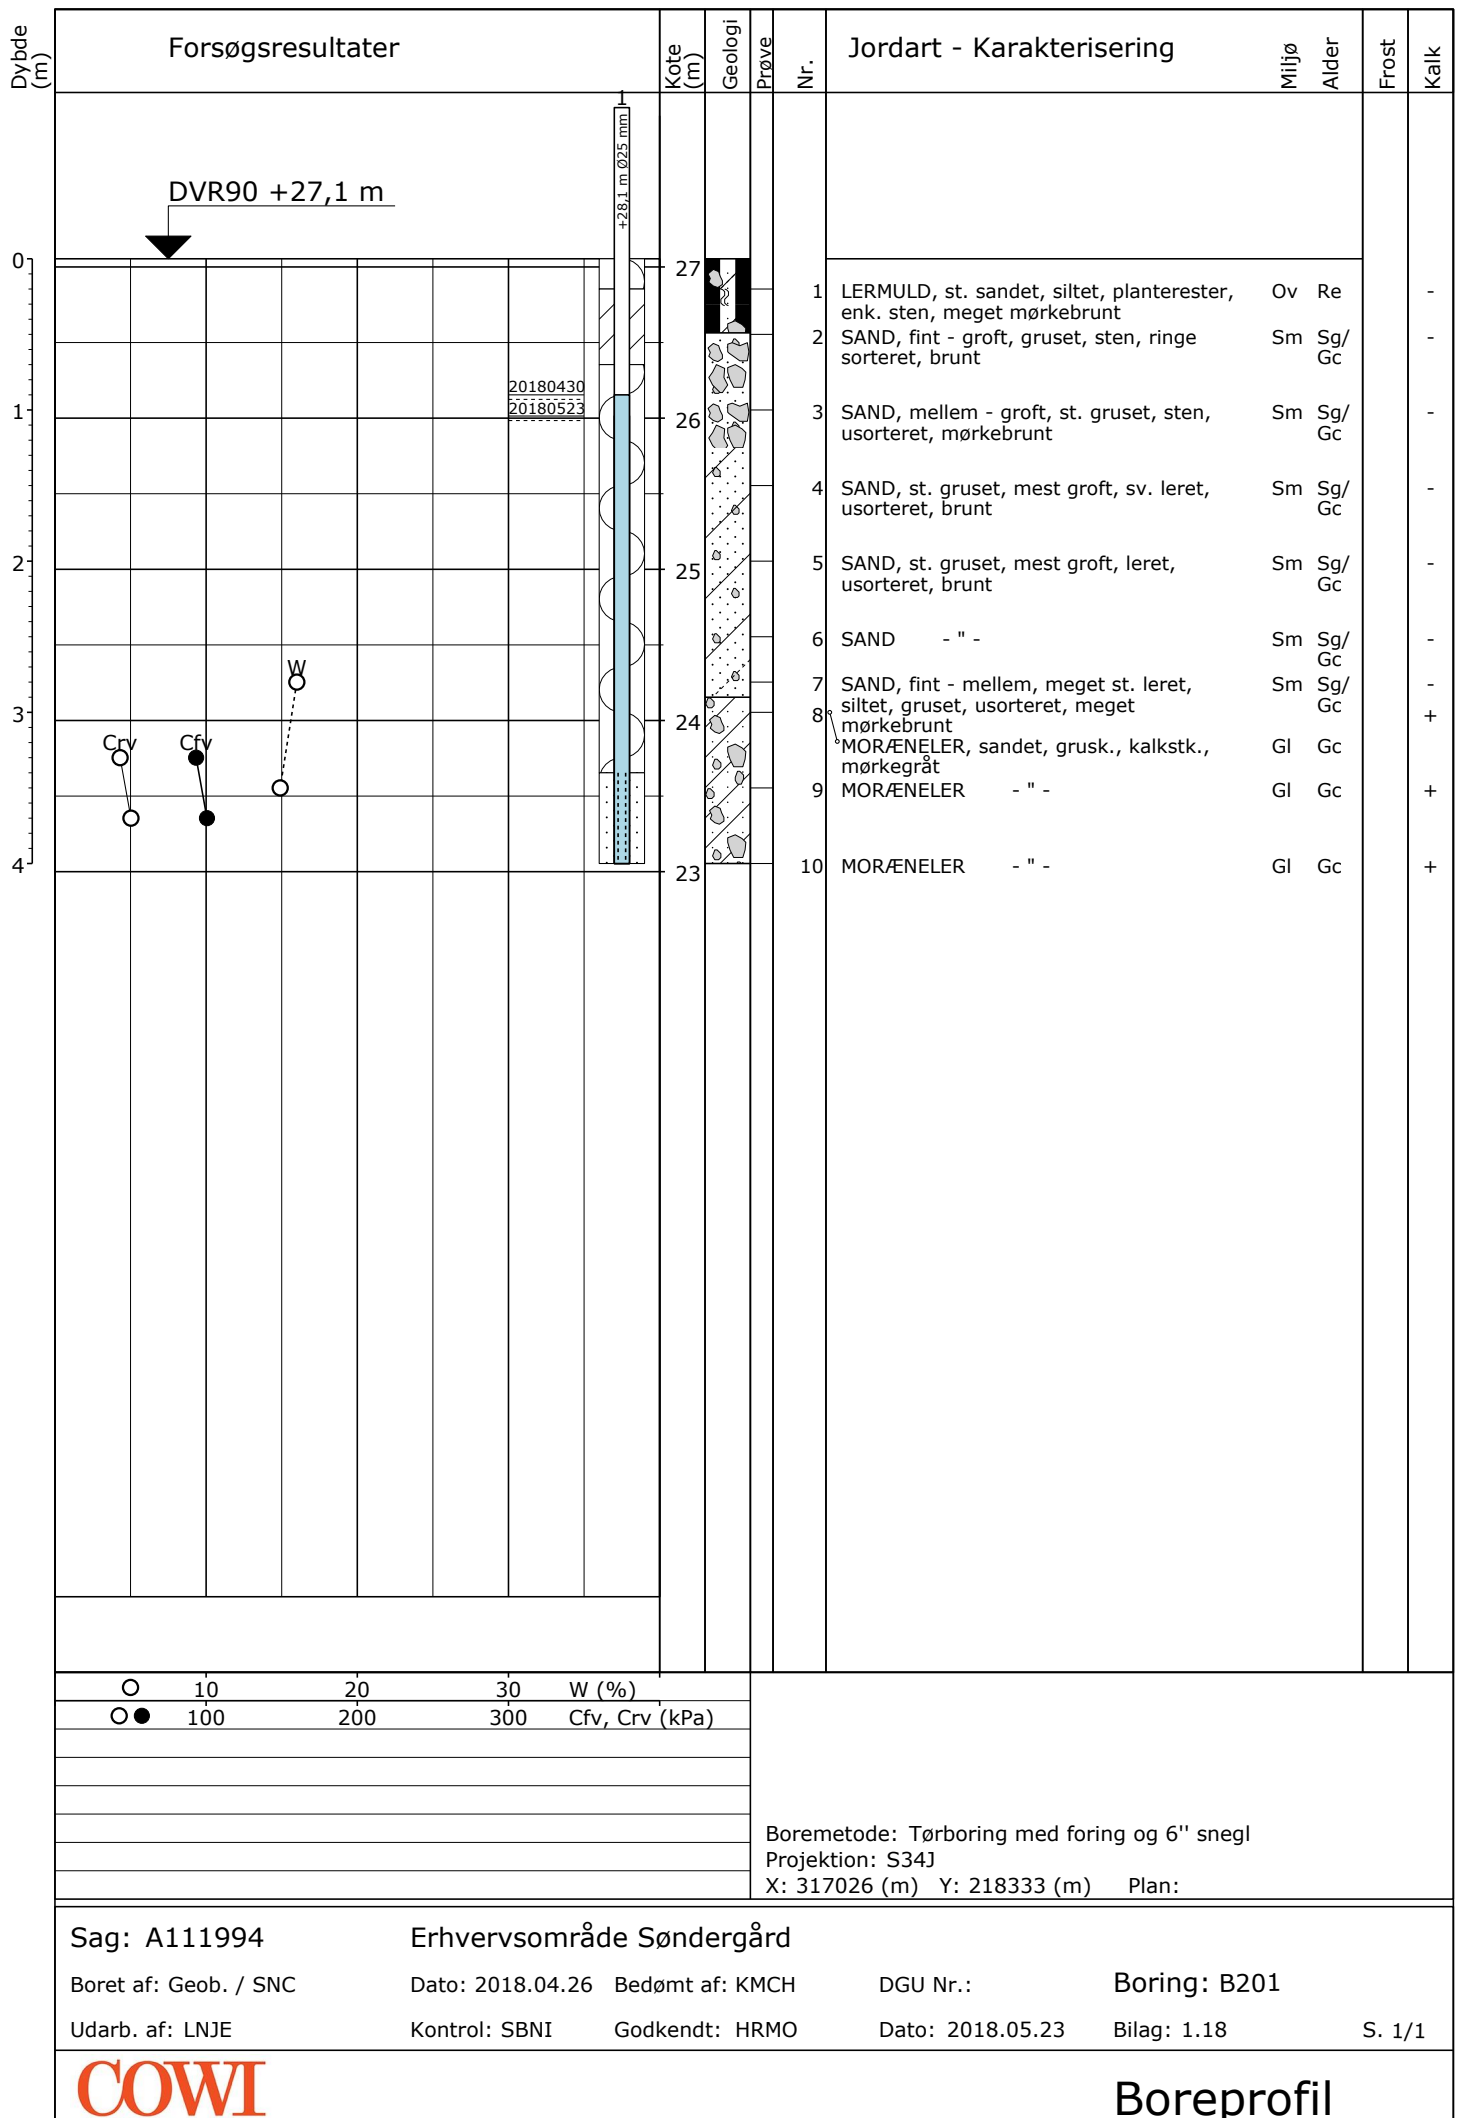 Dybde (m)
Forsøgsresultater
Kote (m)
Geologi
Prøve
Nr.
Jordart - Karakterisering
Miljø
Alder
Frost
Kalk
1
+28,1 m Ø25 mm
DVR90 +27,1 m
0
27
1 LERMULD, st. sandet, siltet, planterester, Ov Re -
enk. sten, meget mørkebrunt
2 SAND, fint - groft, gruset, sten, ringe Sm Sg/ -
sorteret, brunt Gc
20180430
20180523
1
26
3 SAND, mellem - groft, st. gruset, sten, Sm Sg/ -
usorteret, mørkebrunt Gc
4 SAND, st. gruset, mest groft, sv. leret, Sm Sg/ -
usorteret, brunt Gc
2
25
5 SAND, st. gruset, mest groft, leret, Sm Sg/ -
usorteret, brunt Gc
6 SAND - " - Sm Sg/ -
Gc
W
7 SAND, fint - mellem, meget st. leret, Sm Sg/ -
siltet, gruset, usorteret, meget Gc
3
24
8 mørkebrunt +
Crv Cfv
MORÆNELER, sandet, grusk., kalkstk., Gl Gc
mørkegråt
9 MORÆNELER - " - Gl Gc +
4
23
10 MORÆNELER - " - Gl Gc +
10 20 30 W (%)
100 200 300 Cfv, Crv (kPa)
Boremetode: Tørboring med foring og 6'' snegl
Projektion: S34J
X: 317026 (m) Y: 218333 (m) Plan:
Sag: A111994 Erhvervsområde Søndergård
Boret af: Geob. / SNC Dato: 2018.04.26 Bedømt af: KMCH DGU Nr.: Boring: B201
Udarb. af: LNJE Kontrol: SBNI Godkendt: HRMO Dato: 2018.05.23 Bilag: 1.18 S. 1/1
COWI
Boreprofil